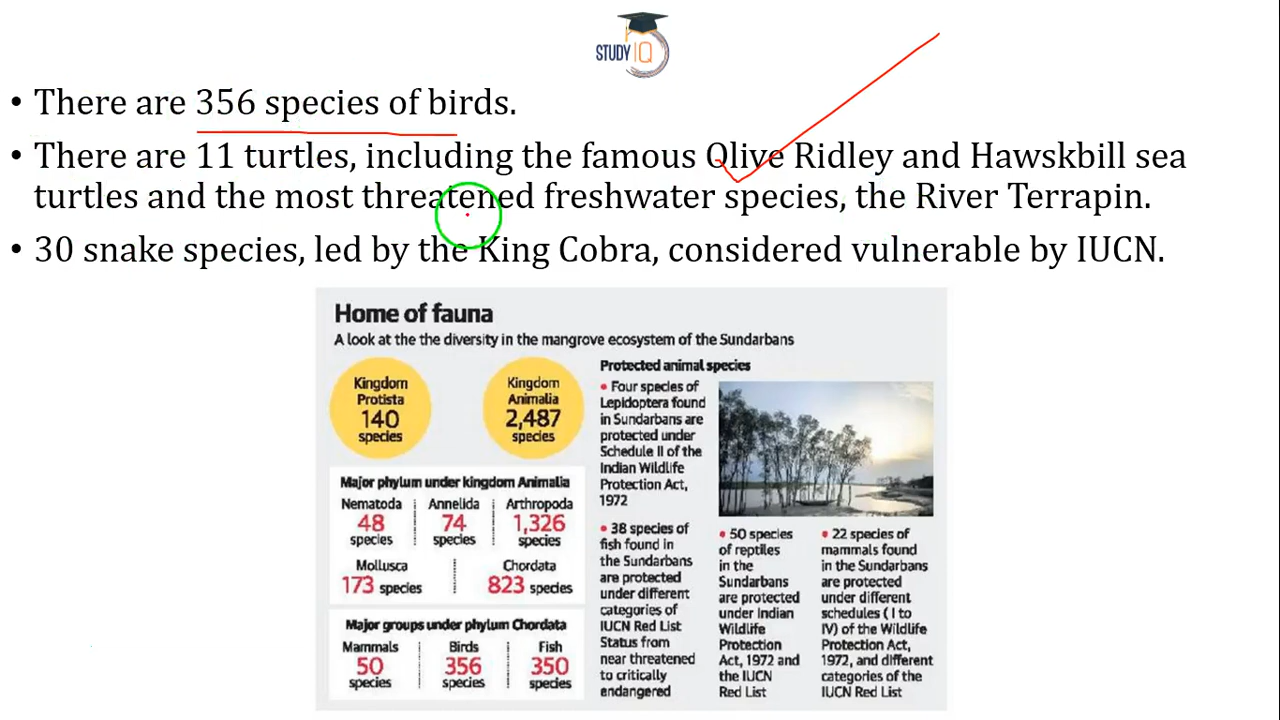 STUDY IQ
• There are 356 species of birds.
• There are 11 turtles, including the famous Olive Ridley and Hawskbill sea
turtles and the most threatened freshwater species, the River Terrapin.
• 30 snake species, led by the King Cobra, considered vulnerable by IUCN.
Home of fauna
A look at the the diversity in the mangrove ecosystem of the Sundarbans
Kingdom
Protista
140
species
Kingdom
Animalia
2,487
species
Major phylum under kingdom Animalia
Nematoda
48
species
Annelida
74
species
Arthropoda
1,326
species
Mollusca
173 species
Chordata
823 species
Major groups under phylum Chordata
Mammals
50
species
Birds
356
species
Fish
350
species
Protected animal species
• Four species of
Lepidoptera found
in Sundarbans are
protected under
Schedule II of the
Indian Wildlife
Protection Act,
1972
• 38 species of
fish found in
the Sundarbans
are protected
under different
categories of
IUCN Red List
Status from
near threatened
to critically
endangered
• 50 species
of reptiles
in the
Sundarbans
are protected
under Indian
Wildlife
Protection
Act, 1972 and
the IUCN
Red List
• 22 species of
mammals found
in the Sundarbans
are protected
under different
schedules ( I to
IV) of the Wildlife
Protection Act,
1972, and different
categories of the
IUCN Red List